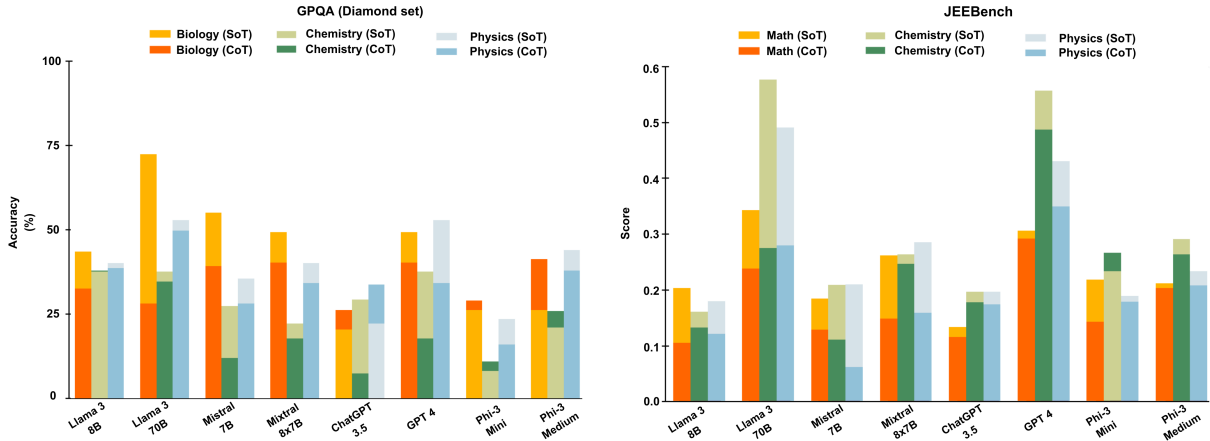 GPQA (Diamond set)
Biology (SoT)
Chemistry (SoT)
Physics (SoT)
Biology (CoT)
Chemistry (CoT)
Physics (CoT)
100
75
50
25
0
Accuracy
(%)
Llama 3
8B
Llama 3
70B
Mistral
7B
Mixtral
8x7B
ChatGPT
3.5
GPT 4
Phi-3
Mini
Phi-3
Medium
JEEBench
Math (SoT)
Chemistry (SoT)
Physics (SoT)
Math (CoT)
Chemistry (CoT)
Physics (CoT)
0.6
0.5
0.4
0.3
0.2
0.1
0.0
Score
Llama 3
8B
Llama 3
70B
Mistral
7B
Mixtral
8x7B
ChatGPT
3.5
GPT 4
Phi-3
Mini
Phi-3
Medium